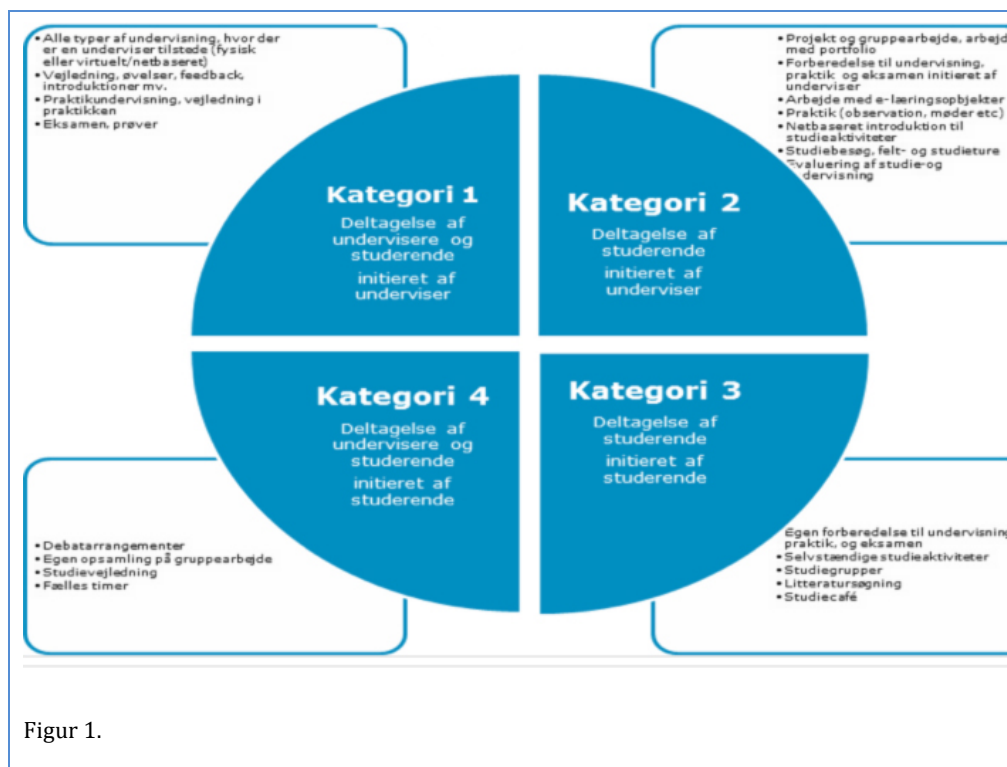 • Alle typer af undervisning, hvor der
er en underviser tilstede (fysisk
eller virtuelt/netbaseret)
• Vejledning, øvelser, feedback,
introduktioner mv.
• Praktikundervisning, vejledning i
praktikken
• Eksamen, prøver
• Projekt og gruppearbejde, arbejd
med portfolio
• Forberedelse til undervisning,
praktik og eksamen initieret af
underviser
• Arbejde med e-læringsopbjekter
• Praktik (observation, møder etc)
• Netbaseret introduktion til
studieaktiviteter
• Studiebesøg, felt- og studieture
Evaluering af studie-og
dervisning
Kategori 1
Deltagelse af
undervisere og
studerende
initieret af
underviser
Kategori 2
Deltagelse af
studerende
initieret af
underviser
Kategori 4
Deltagelse af
undervisere og
studerende
initieret af
studerende
Kategori 3
Deltagelse af
studerende
initieret af
studerende
• Debatarrangementer
• Egen opsamling på gruppearbejde
• Studievejledning
• Fælles timer
Egen forberedelse til undervisning
praktik, og eksamen
• Selvstændige studieaktiviteter
• Studiegrupper
• Litteratursøgning
• Studiecafé
Figur 1.